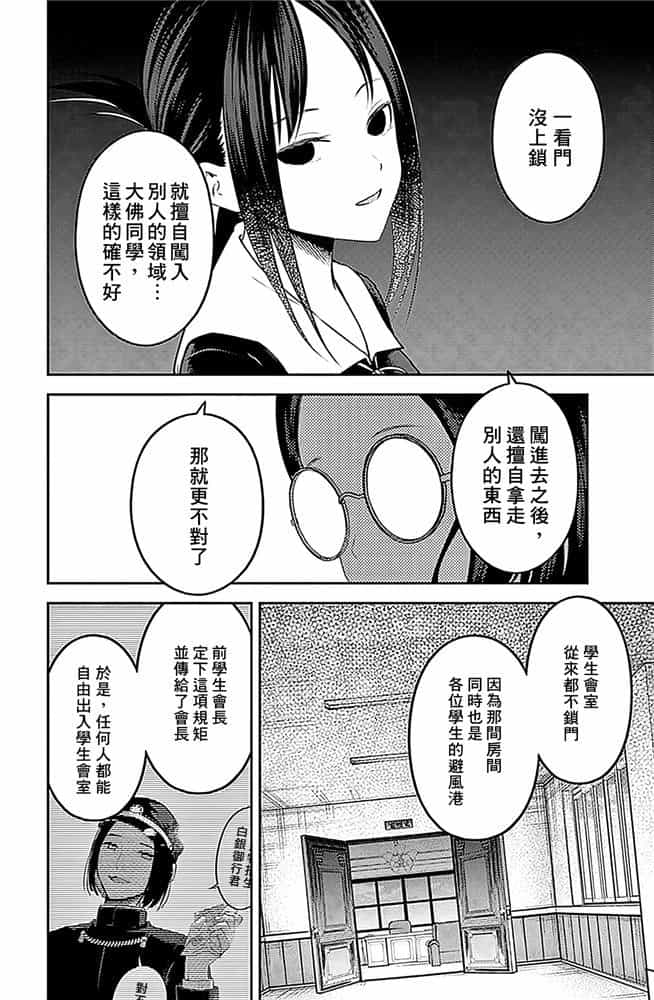 一看門
沒上鎖
就擅自闖入
別人的領域…
大佛同學，
這樣的確不好
闖進去之後，
還擅自拿走
別人的東西
那就更不對了
學生會室
從來都不鎖門
因為那間房間
同時也是
各位學生的避風港
前學生會長
定下這項規矩
並傳給了會長
於是，任何人都能
自由出入學生會室
白銀御行君